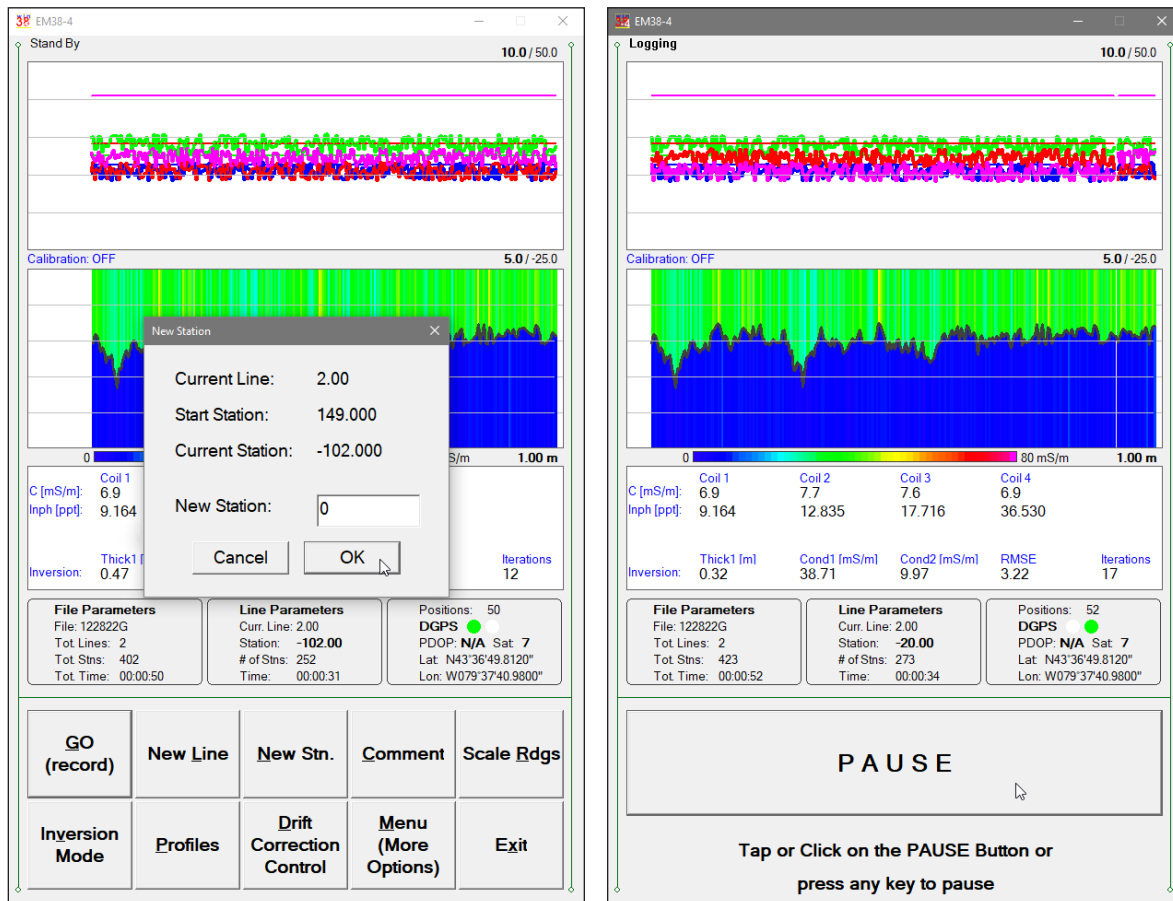 EM38-4
Stand By
10.0 / 50.0
Calibration: OFF
5.0 / -25.0
New Station
Current Line: 2.00
Start Station: 149.000
Current Station: -102.000
New Station: 0
Cancel OK
0 S/m 1.00 m
Coil 1
C [mS/m]: 6.9
Inph [ppt]: 9.164
Thick1 [ Iterations
Inversion: 0.47 12
File Parameters
File: 122822G
Tot. Lines: 2
Tot. Stns: 402
Tot. Time: 00:00:50
Line Parameters
Curr. Line: 2.00
Station: -102.00
# of Stns: 252
Time: 00:00:31
Positions: 50
DGPS
PDOP: N/A Sat: 7
Lat: N43°36'49.8120"
Lon: W079°37'40.9800"
GO
(record)
New Line
New Stn.
Comment
Scale Rdgs
Inversion
Mode
Profiles
Drift
Correction
Control
Menu
(More
Options)
Exit
EM38-4
Logging
10.0 / 50.0
Calibration: OFF
5.0 / -25.0
0 80 mS/m 1.00 m
Coil 1 Coil 2 Coil 3 Coil 4
C [mS/m]: 6.9 7.7 7.6 6.9
Inph [ppt]: 9.164 12.835 17.716 36.530
Thick1 [m] Cond1 [mS/m] Cond2 [mS/m] RMSE Iterations
Inversion: 0.32 38.71 9.97 3.22 17
File Parameters
File: 122822G
Tot. Lines: 2
Tot. Stns: 423
Tot. Time: 00:00:52
Line Parameters
Curr. Line: 2.00
Station: -20.00
# of Stns: 273
Time: 00:00:34
Positions: 52
DGPS
PDOP: N/A Sat: 7
Lat: N43°36'49.8120"
Lon: W079°37'40.9800"
PAUSE
Tap or Click on the PAUSE Button or
press any key to pause